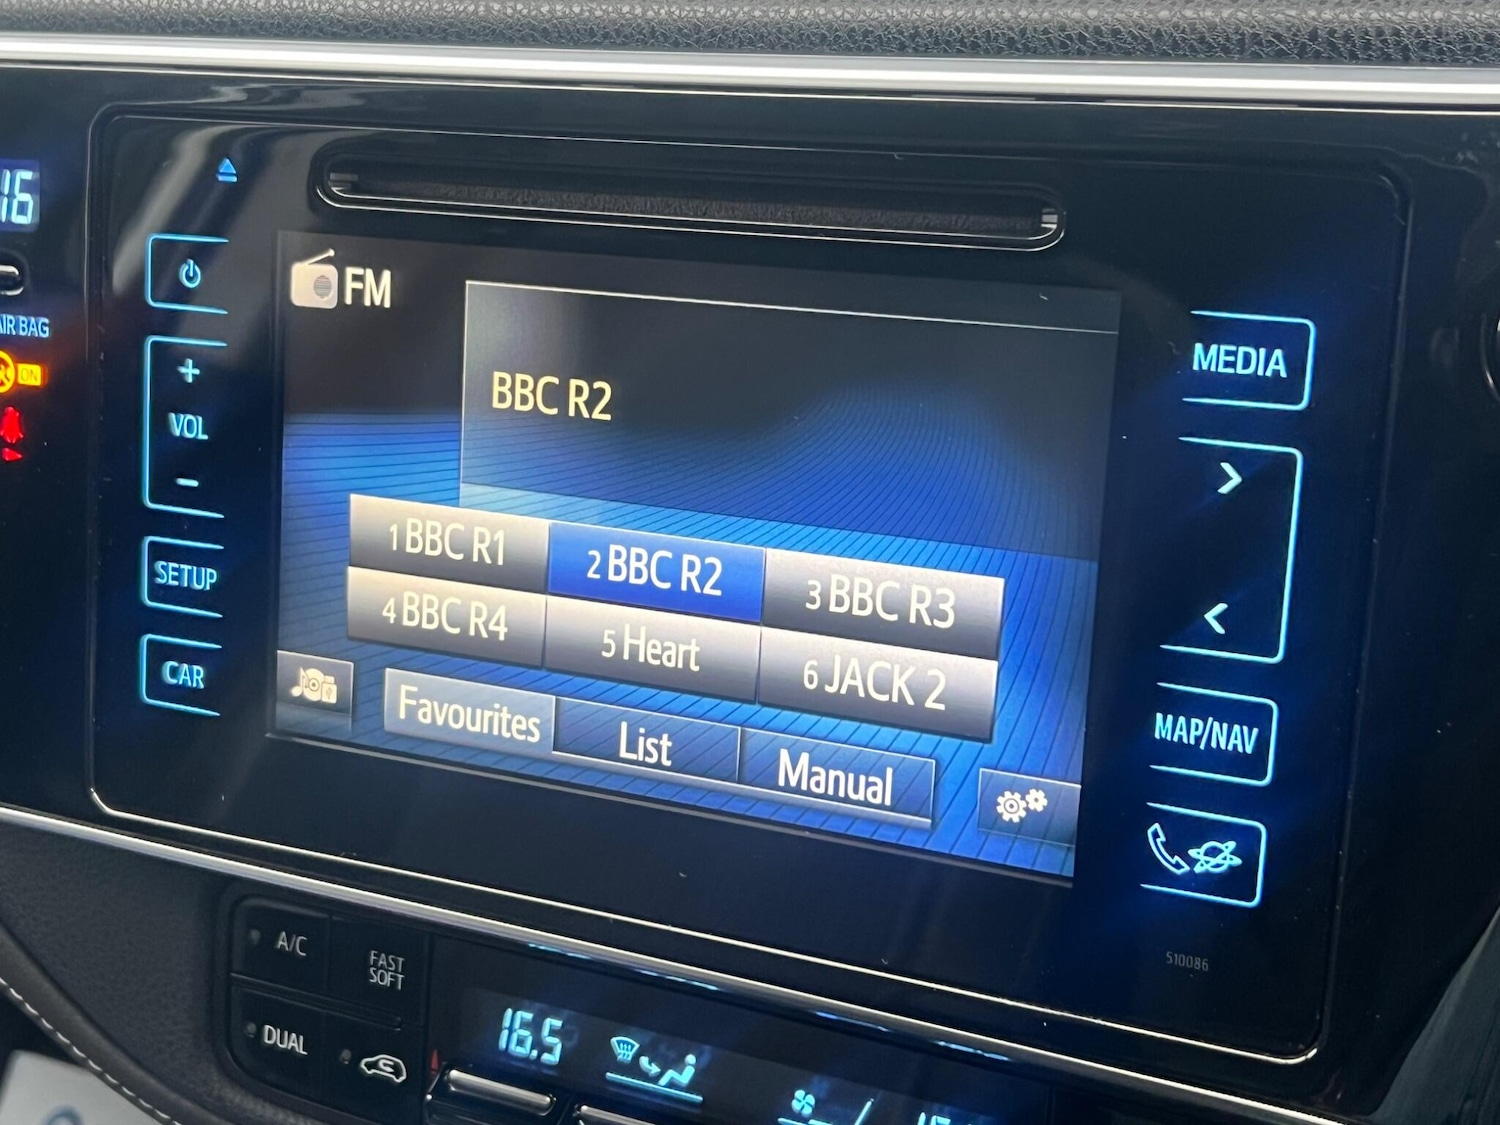 16
AIR BAG
ON
VOL
SETUP
CAR
FM
BBC R2
1 BBC R1
2 BBC R2
3 BBC R3
4 BBC R4
5 Heart
6 JACK 2
Favourites
List
Manual
MEDIA
MAP/NAV
510086
A/C
FAST
SOFT
DUAL
16.5